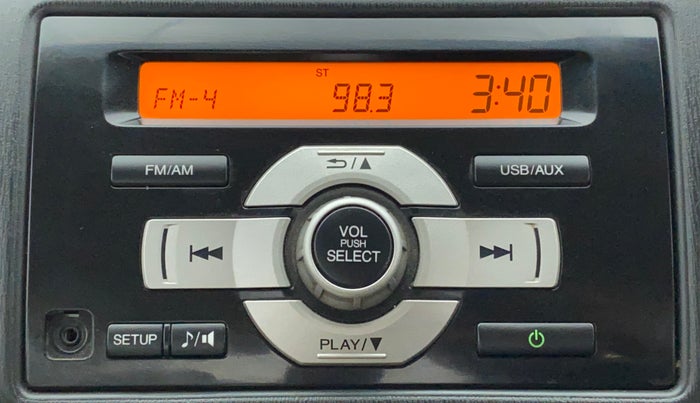 ST
FM-4 98.3 3:40
FM/AM
USB/AUX
VOL
PUSH
SELECT
SETUP
PLAY/▼